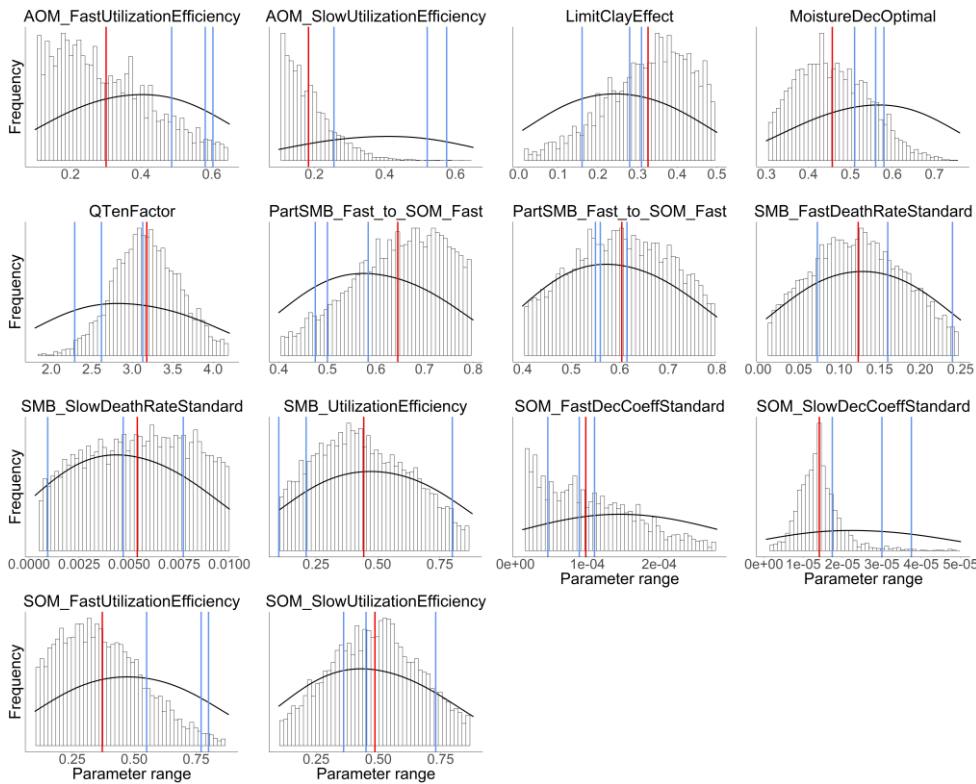 AOM_FastUtilizationEfficiency AOM_SlowUtilizationEfficiency LimitClayEffect MoistureDecOptimal
Frequency
0.2 0.4 0.6 0.2 0.4 0.6 0.0 0.1 0.2 0.3 0.4 0.5 0.3 0.4 0.5 0.6 0.7
QTenFactor PartSMB_Fast_to_SOM_Fast PartSMB_Fast_to_SOM_Fast SMB_FastDeathRateStandard
Frequency
2.0 2.5 3.0 3.5 4.0 0.4 0.5 0.6 0.7 0.8 0.4 0.5 0.6 0.7 0.8 0.00 0.05 0.10 0.15 0.20 0.25
SMB_SlowDeathRateStandard SMB_UtilizationEfficiency SOM_FastDecCoeffStandard SOM_SlowDecCoeffStandard
Frequency
0.0000 0.0025 0.0050 0.0075 0.0100 0.25 0.50 0.75 0e+00 1e-04 2e-04 0e+00 1e-05 2e-05 3e-05 4e-05 5e-05
Parameter range Parameter range
SOM_FastUtilizationEfficiency SOM_SlowUtilizationEfficiency
Frequency
0.25 0.50 0.75 0.25 0.50 0.75
Parameter range Parameter range